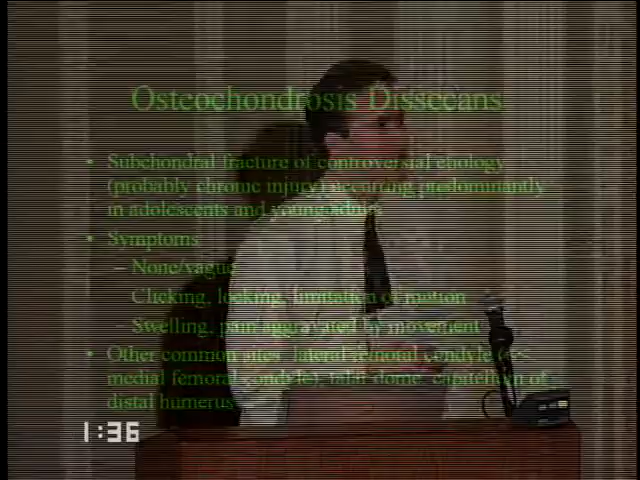 Osteochondrosis Dissecans
• Subchondral fracture of controversial etiology
(probably chronic injury) occurring predominantly
in adolescents and young adults
• Symptoms
– None/vague
– Clicking, locking, limitation of motion
– Swelling, pain aggravated by movement
• Other common sites lateral femoral condyle
medial femoral condyle), talar dome, capitellum of
distal humerus
1:36